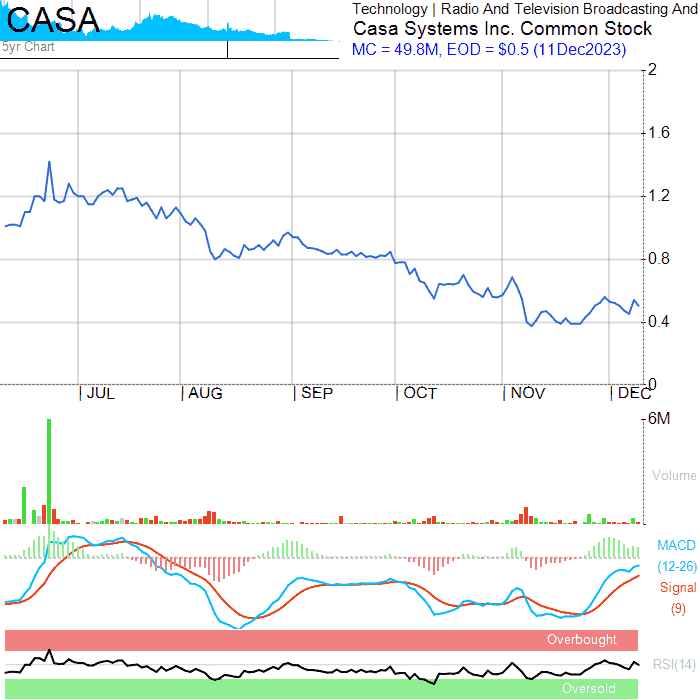 CASA
5yr Chart
Technology | Radio And Television Broadcasting And
Casa Systems Inc. Common Stock
MC = 49.8M, EOD = $0.5 (11Dec2023)
2
1.6
1.2
0.8
0.4
0
| JUL | AUG | SEP | OCT | NOV | DEC
6M
Volume
MACD
(12-26)
Signal
(9)
Overbought
RSI(14)
Oversold